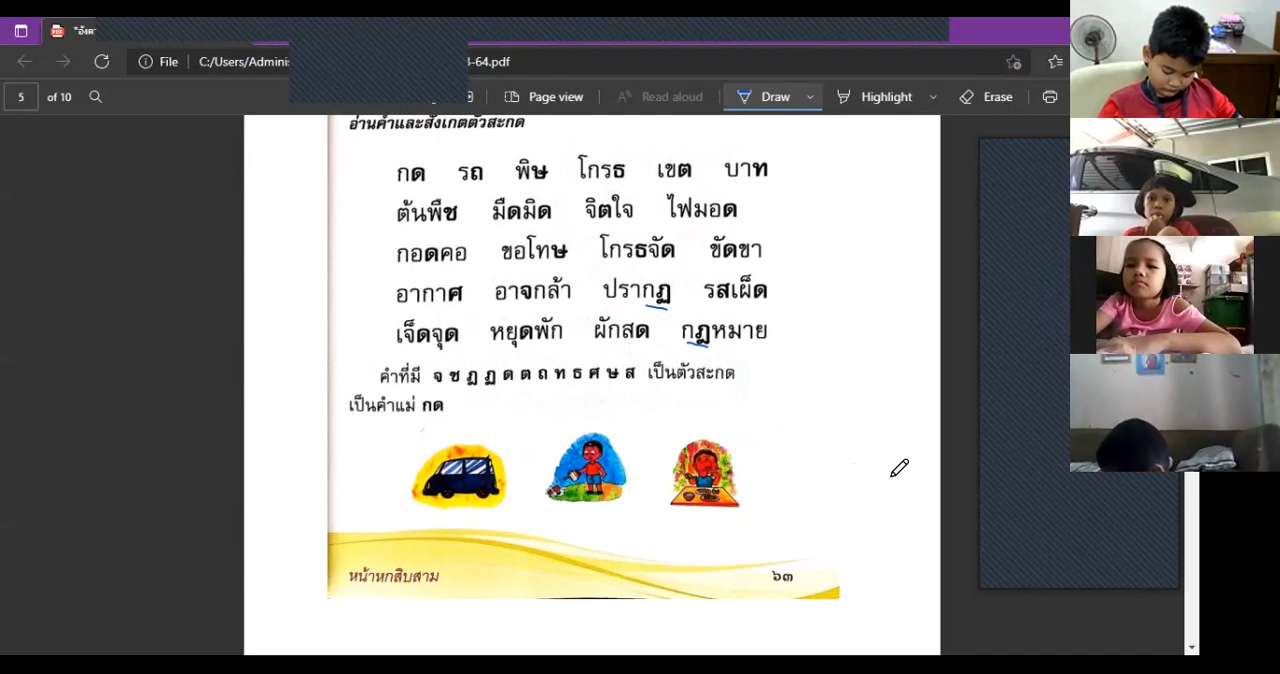 *อังค
File C:/Users/Adminis 3-64.pdf
5 of 10 Page view Read aloud Draw Highlight Erase
อ่านคำและสังเกตตัวสะกด
กด รถ พิษ โกรธ เขต บาท
ต้นพืช มืดมิด จิตใจ ไฟมอด
กอดคอ ขอโทษ โกรธจัด ขัดขา
อากาศ อาจกล้า ปรากฏ รสเผ็ด
เจ็ดจุด หยุดพัก ผักสด กฎหมาย
คำที่มี จ ช ฎ ฏ ด ต ถ ท ธ ศ ษ ส เป็นตัวสะกด
เป็นคำแม่ กด
หน้าหกสิบสาม ๖๓